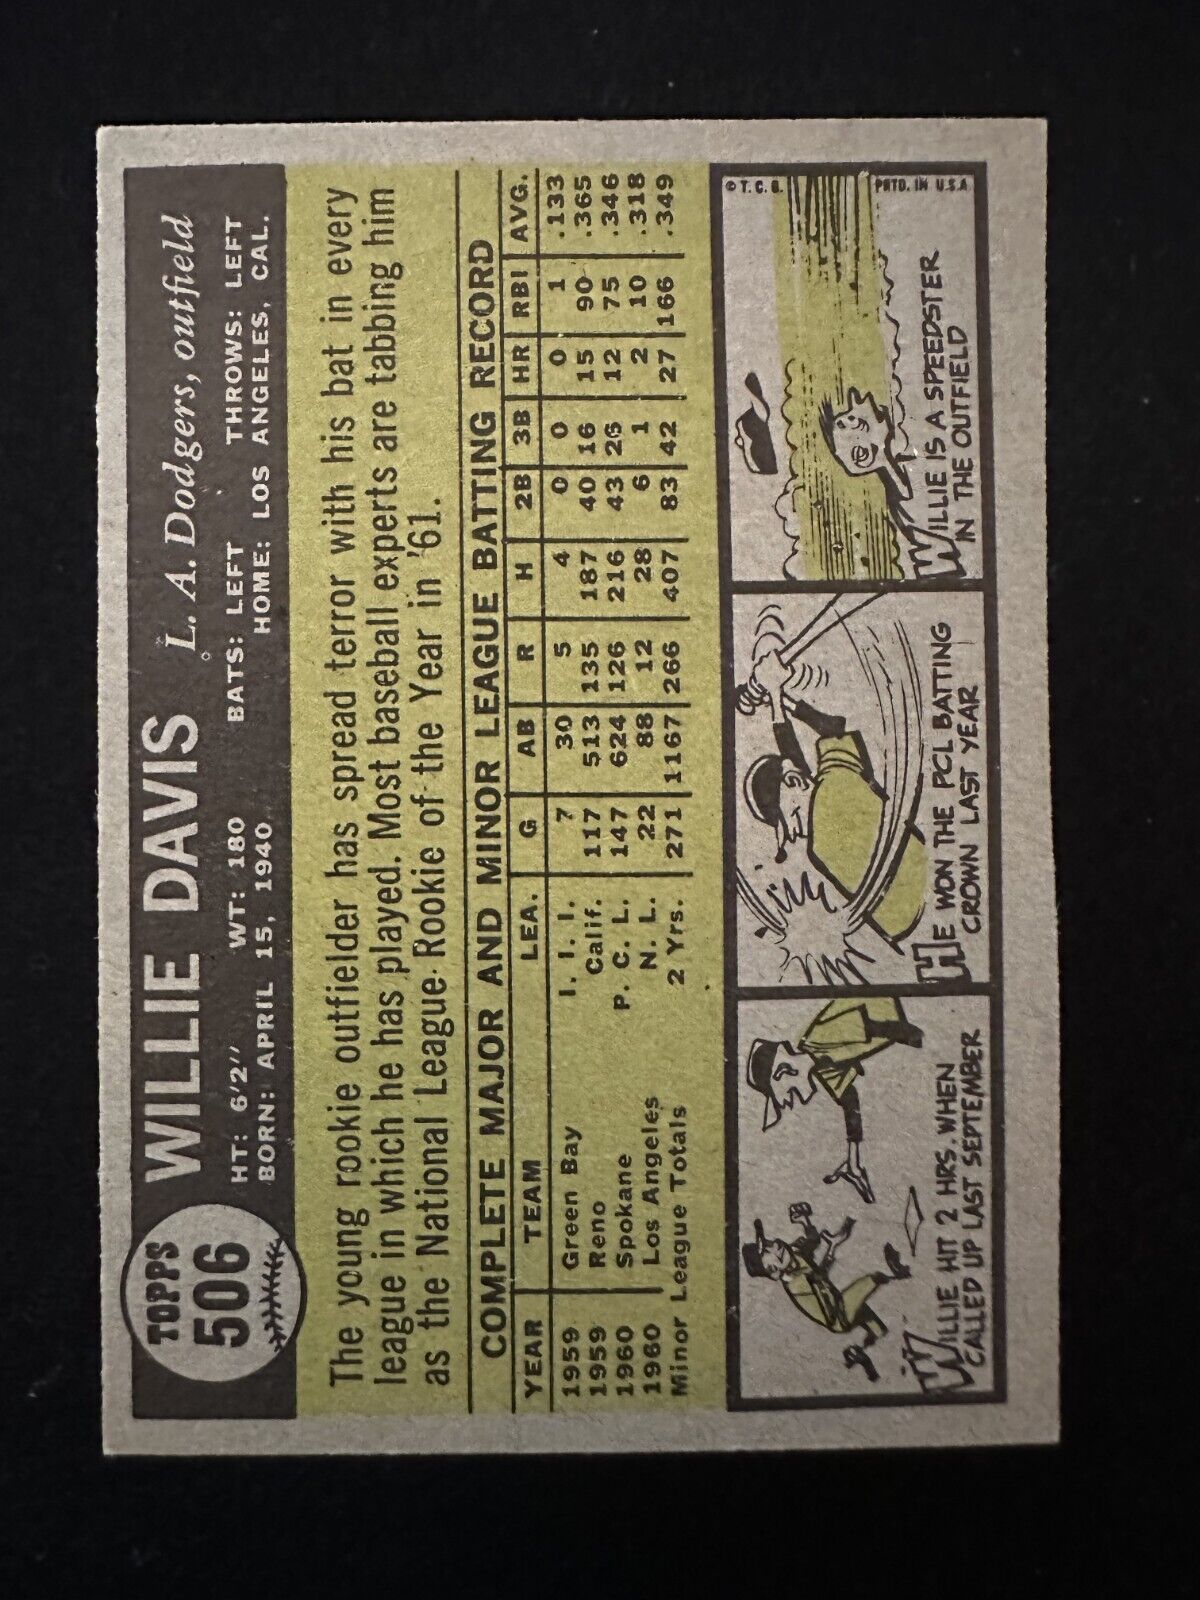 TOPPS
506
WILLIE DAVIS L. A. Dodgers, outfield
HT: 6'2" WT: 180 BATS: LEFT THROWS: LEFT
BORN: APRIL 15, 1940 HOME: LOS ANGELES, CAL.
The young rookie outfielder has spread terror with his bat in every
league in which he has played. Most baseball experts are tabbing him
as the National League Rookie of the Year in '61.
COMPLETE MAJOR AND MINOR LEAGUE BATTING RECORD
YEAR TEAM LEA. G AB R H 2B 3B HR RBI AVG.
1959 Green Bay I. I. I. 7 30 5 4 0 0 0 1 .133
1959 Reno Calif. 117 513 135 187 40 16 15 90 .365
1960 Spokane P. C. L. 147 624 126 216 43 26 12 75 .346
1960 Los Angeles N. L. 22 88 12 28 6 1 2 10 .318
Minor League Totals 2 Yrs. 271 1167 266 407 83 42 27 166 .349
WILLIE HIT 2 HRS. WHEN
CALLED UP LAST SEPTEMBER
HE WON THE PCL BATTING
CROWN LAST YEAR
© T. C. G. PRTD. IN U.S.A.
WILLIE IS A SPEEDSTER
IN THE OUTFIELD